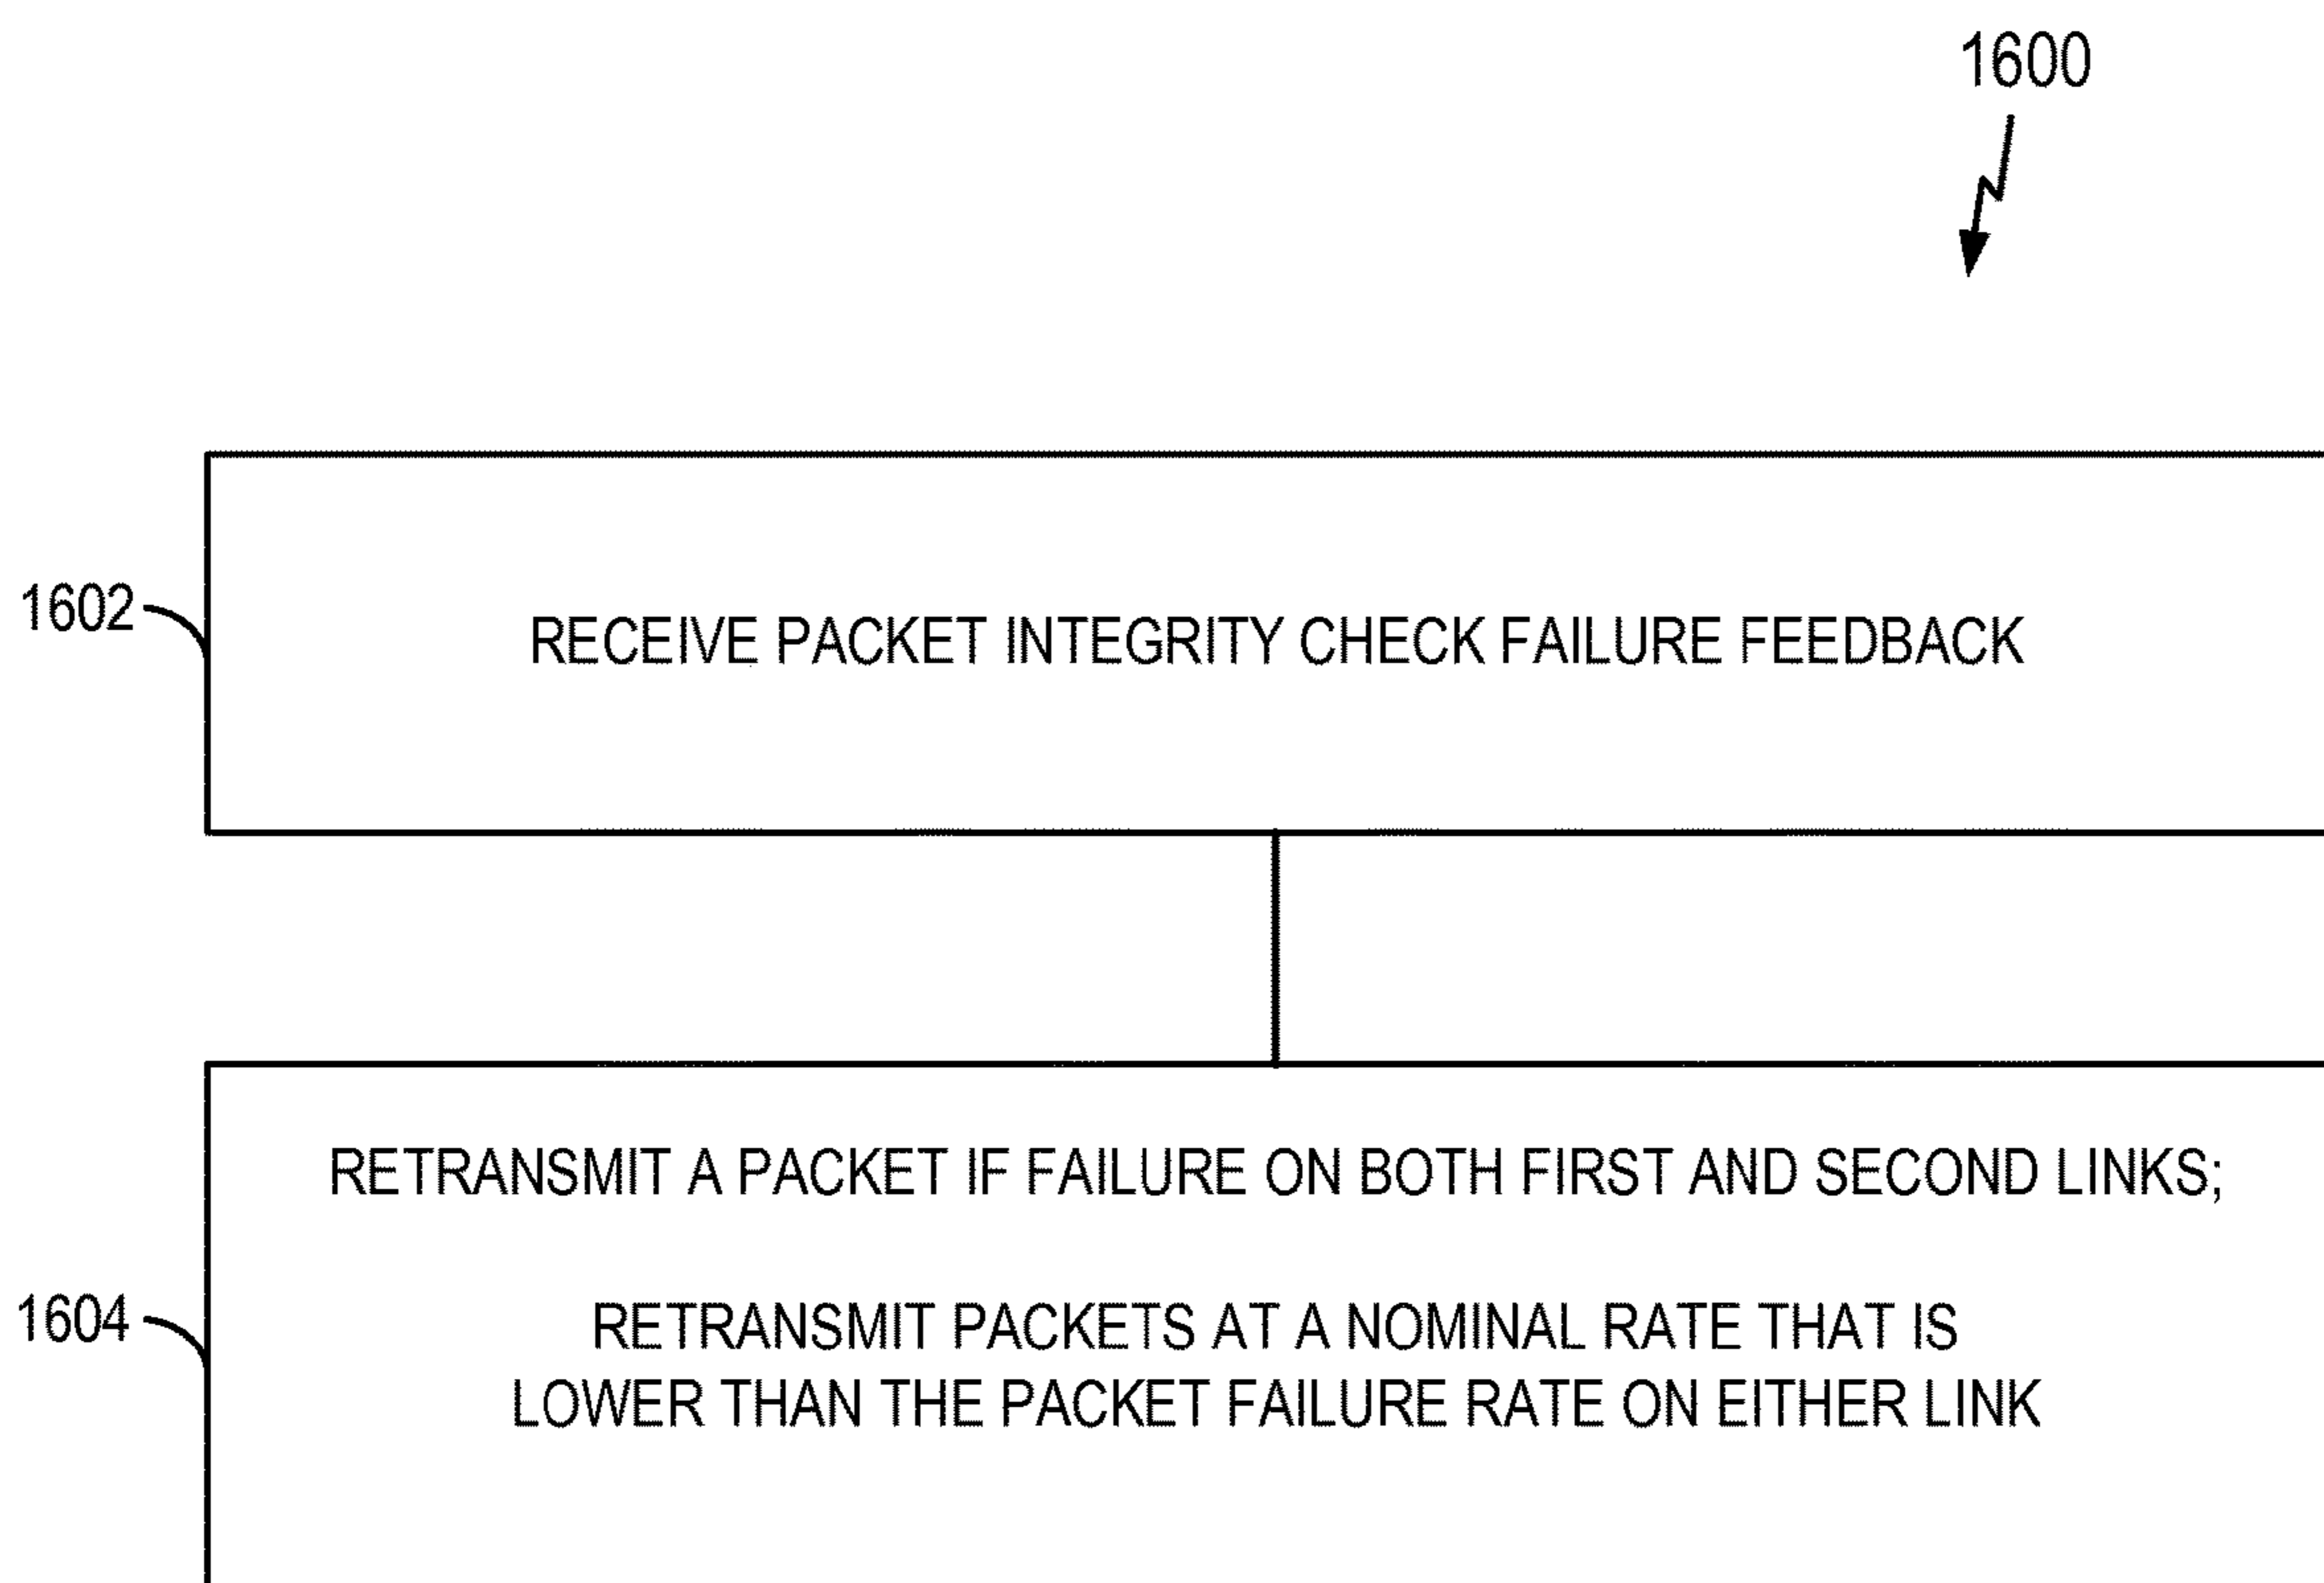 1600
1602
RECEIVE PACKET INTEGRITY CHECK FAILURE FEEDBACK
RETRANSMIT A PACKET IF FAILURE ON BOTH FIRST AND SECOND LINKS;
1604
RETRANSMIT PACKETS AT A NOMINAL RATE THAT IS
LOWER THAN THE PACKET FAILURE RATE ON EITHER LINK